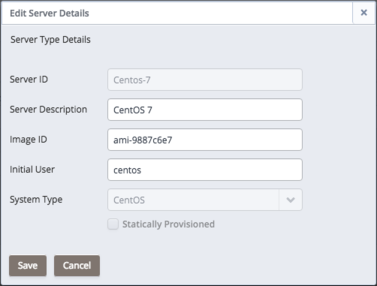 Edit Server Details ×
Server Type Details
Server ID Centos-7
Server Description CentOS 7
Image ID ami-9887c6e7
Initial User centos
System Type CentOS
Statically Provisioned
Save Cancel